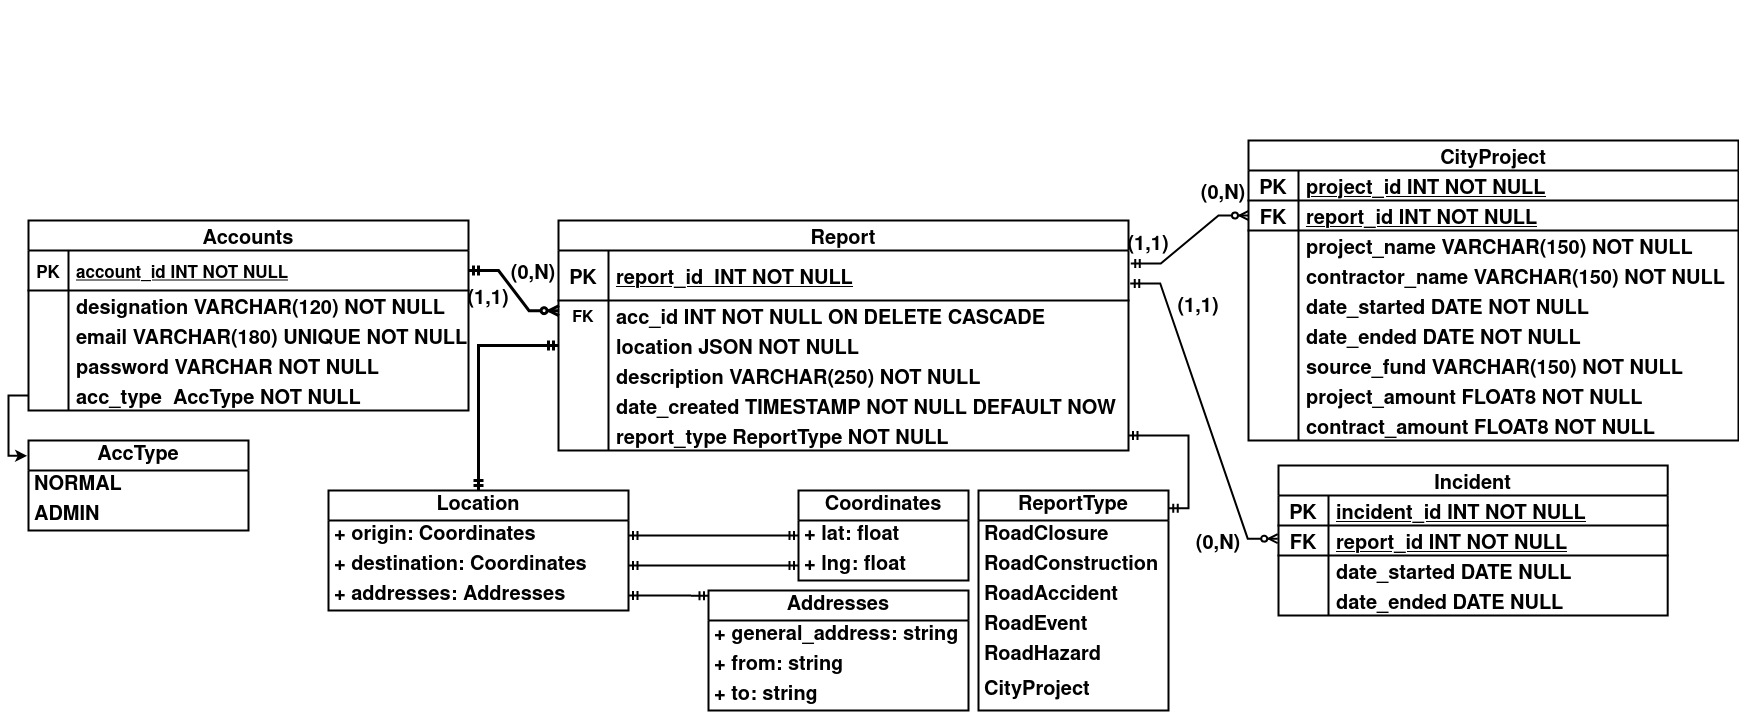 Accounts
PK account_id INT NOT NULL
designation VARCHAR(120) NOT NULL
email VARCHAR(180) UNIQUE NOT NULL
password VARCHAR NOT NULL
acc_type AccType NOT NULL
AccType
NORMAL
ADMIN
(0,N)
(1,1)
Report
PK report_id INT NOT NULL
FK acc_id INT NOT NULL ON DELETE CASCADE
location JSON NOT NULL
description VARCHAR(250) NOT NULL
date_created TIMESTAMP NOT NULL DEFAULT NOW
report_type ReportType NOT NULL
Location
+ origin: Coordinates
+ destination: Coordinates
+ addresses: Addresses
Coordinates
+ lat: float
+ lng: float
Addresses
+ general_address: string
+ from: string
+ to: string
ReportType
RoadClosure
RoadConstruction
RoadAccident
RoadEvent
RoadHazard
CityProject
(0,N)
(1,1)
(1,1)
(0,N)
CityProject
PK project_id INT NOT NULL
FK report_id INT NOT NULL
project_name VARCHAR(150) NOT NULL
contractor_name VARCHAR(150) NOT NULL
date_started DATE NOT NULL
date_ended DATE NOT NULL
source_fund VARCHAR(150) NOT NULL
project_amount FLOAT8 NOT NULL
contract_amount FLOAT8 NOT NULL
Incident
PK incident_id INT NOT NULL
FK report_id INT NOT NULL
date_started DATE NULL
date_ended DATE NULL